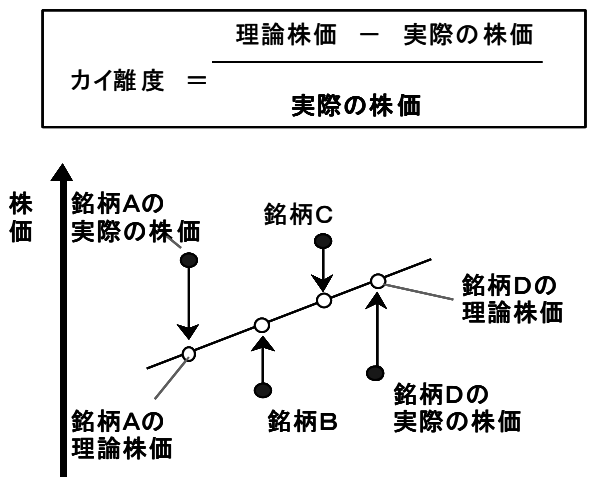 理論株価 − 実際の株価
カイ離度 =
実際の株価
株
価
銘柄Aの
実際の株価
銘柄C
銘柄Dの
理論株価
銘柄Aの
理論株価
銘柄B
銘柄Dの
実際の株価